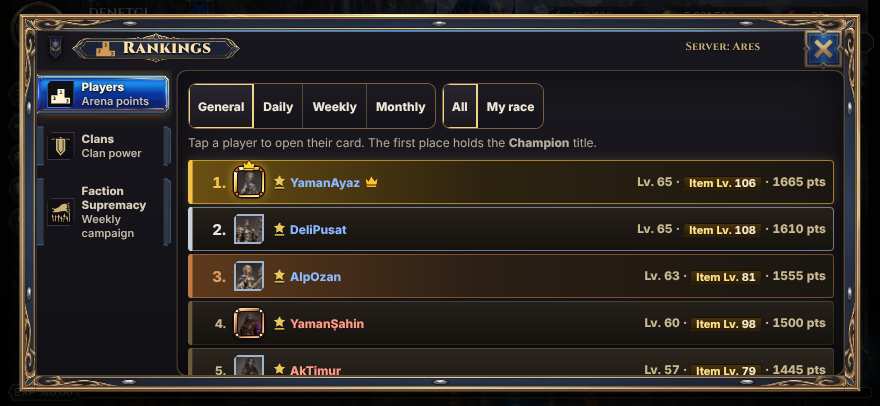 RANKINGS
SERVER: ARES
Players
Arena points
Clans
Clan power
Faction
Supremacy
Weekly
campaign
General Daily Weekly Monthly All My race
Tap a player to open their card. The first place holds the Champion title.
1. YamanAyaz Lv. 65 · Item Lv. 106 · 1665 pts
2. DeliPusat Lv. 65 · Item Lv. 108 · 1610 pts
3. AlpOzan Lv. 63 · Item Lv. 81 · 1555 pts
4. YamanŞahin Lv. 60 · Item Lv. 98 · 1500 pts
5. AkTimur Lv. 57 · Item Lv. 79 · 1445 pts